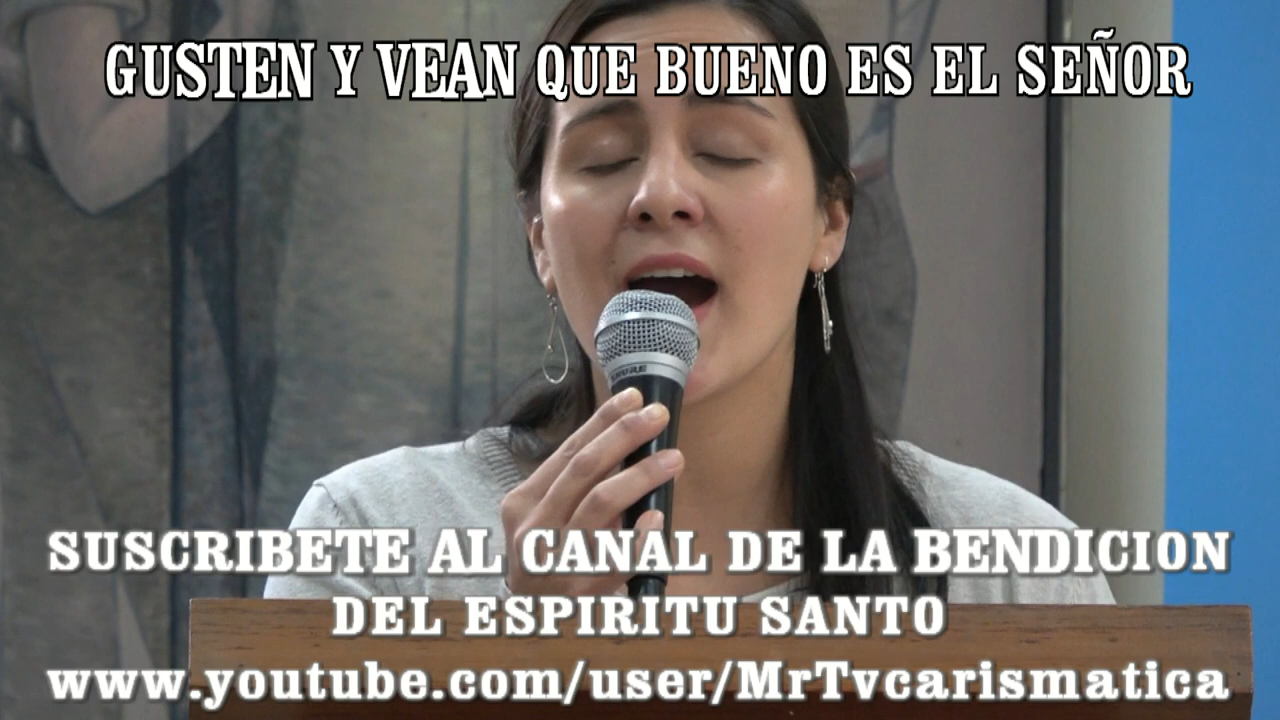 GUSTEN Y VEAN QUE BUENO ES EL SEÑOR
SHURE
SUSCRIBETE AL CANAL DE LA BENDICION
DEL ESPIRITU SANTO
www.youtube.com/user/MrTvcarismatica